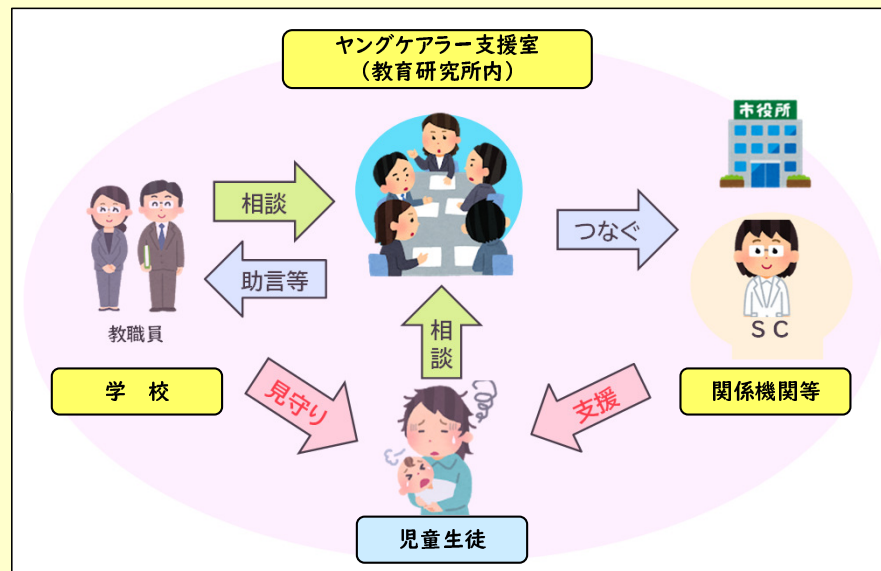 ヤングケアラー支援室
（教育研究所内）
市役所
相談
つなぐ
助言等
教職員
相談
ＳＣ
学　校
見守り
支援
関係機関等
児童生徒